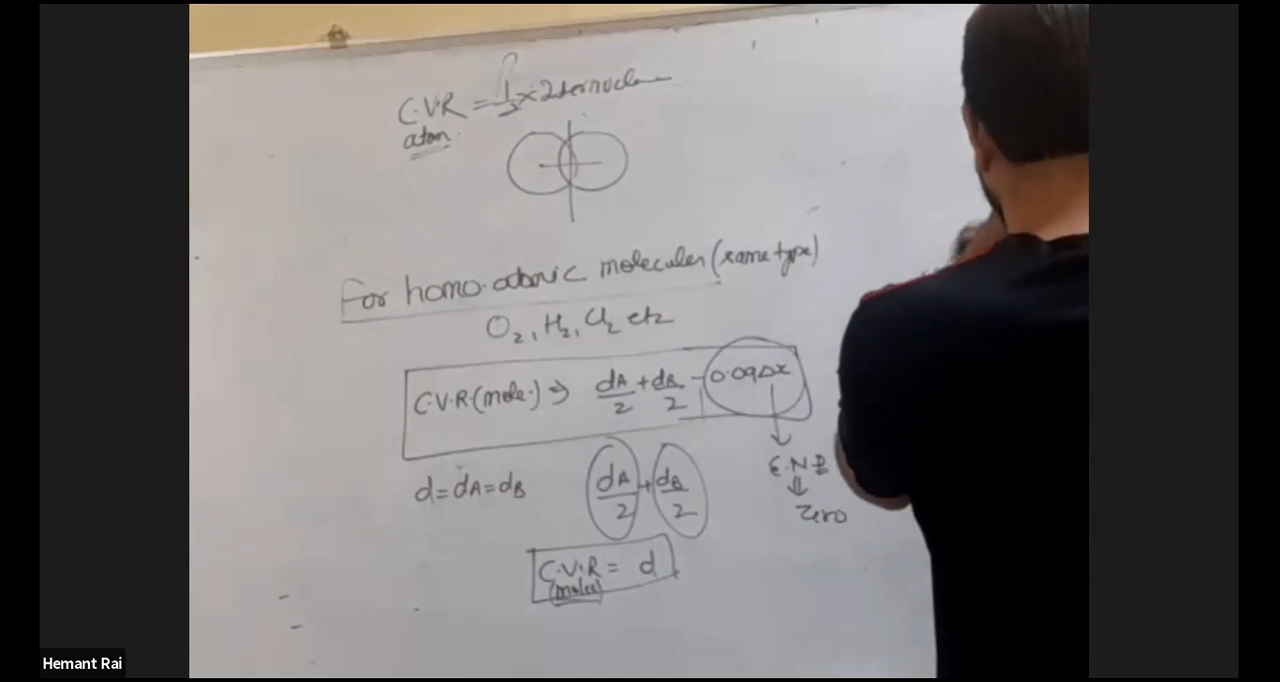 C.V.R = 1/2 × 2
atom
For homo-atomic molecules (same type)
O₂, H₂, Cl₂ etc
C.V.R (mole.) ⇒ dA/2 + dB/2 - 0.09Δx
E.N.D
d = dA = dB
dA/2 + dB/2
⇓
Zero
C.V.R = d
(molec)
Hemant Rai